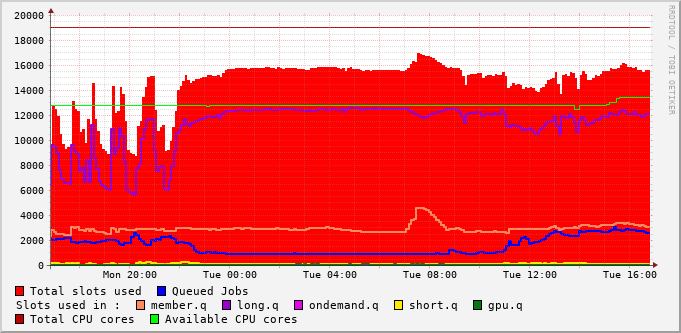 20000
18000
16000
14000
12000
10000
8000
6000
4000
2000
0
Mon 20:00 Tue 00:00 Tue 04:00 Tue 08:00 Tue 12:00 Tue 16:00
Total slots used Queued Jobs
Slots used in : member.q long.q ondemand.q short.q gpu.q
Total CPU cores Available CPU cores
RRDTOOL / TOBI OETIKER